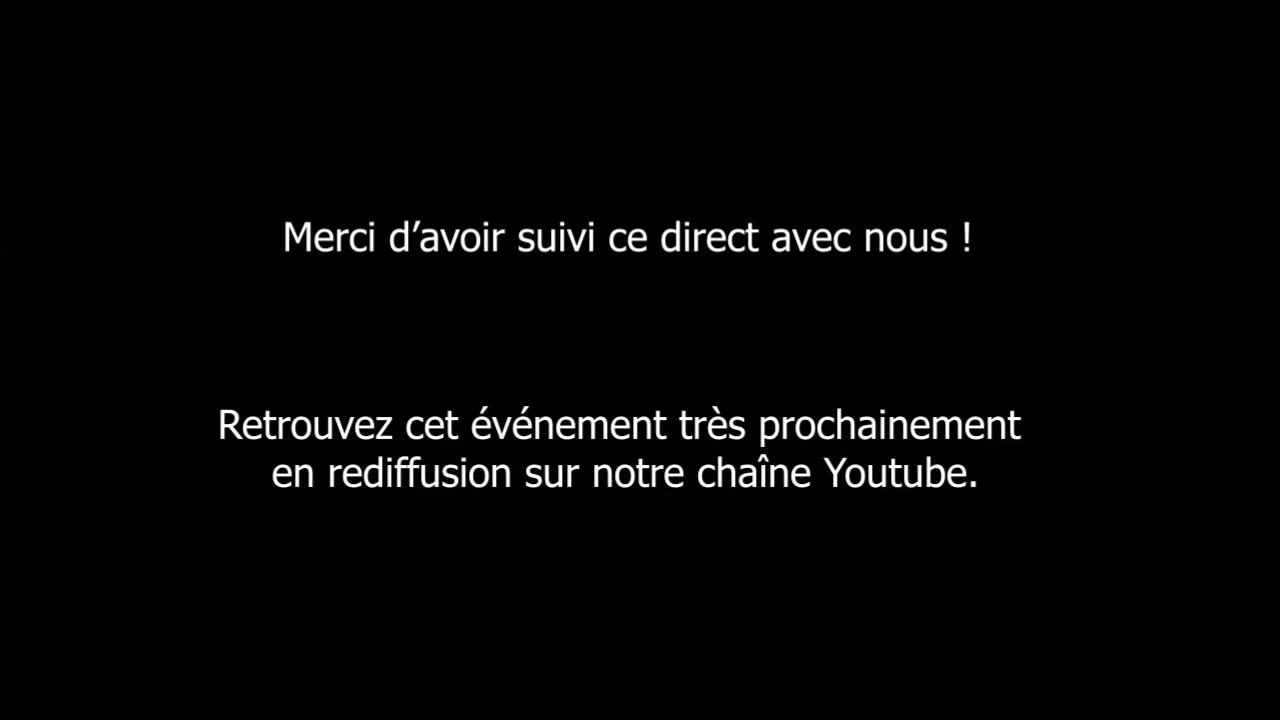 Merci d’avoir suivi ce direct avec nous !
Retrouvez cet événement très prochainement
en rediffusion sur notre chaîne Youtube.